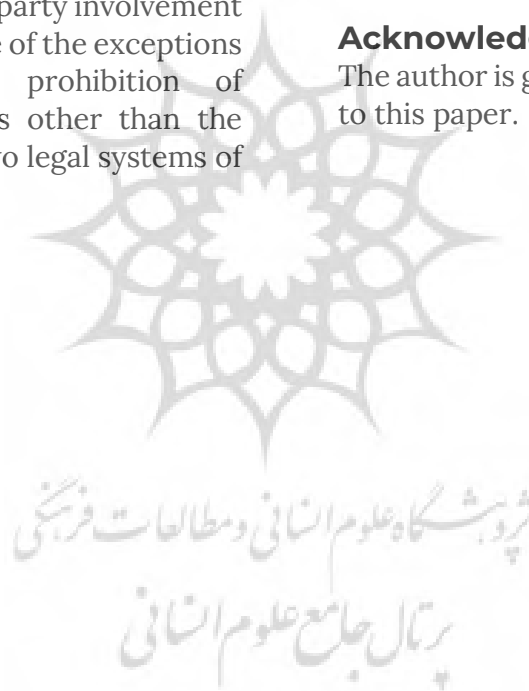 party involvement
e of the exceptions
prohibition of
s other than the
vo legal systems of
Acknowled
The author is g
to this paper.
پژوهشگاه علوم انسانی و مطالعات فرهنگی
پرتال جامع علوم انسانی